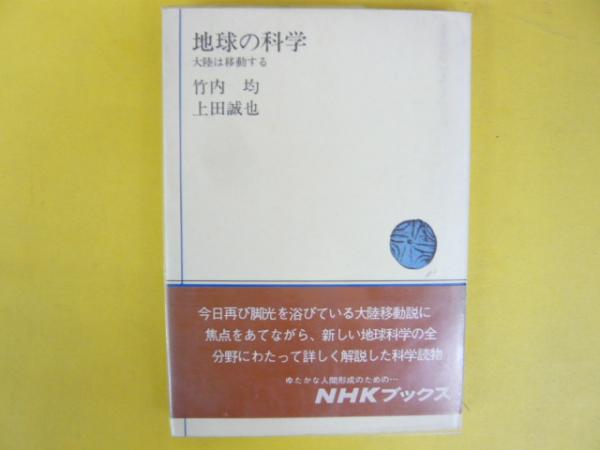 地球の科学
大陸は移動する
竹内 均
上田誠也
今日再び脚光を浴びている大陸移動説に
焦点をあてながら、新しい地球科学の全
分野にわたって詳しく解説した科学読物
ゆたかな人間形成のための…
NHKブックス